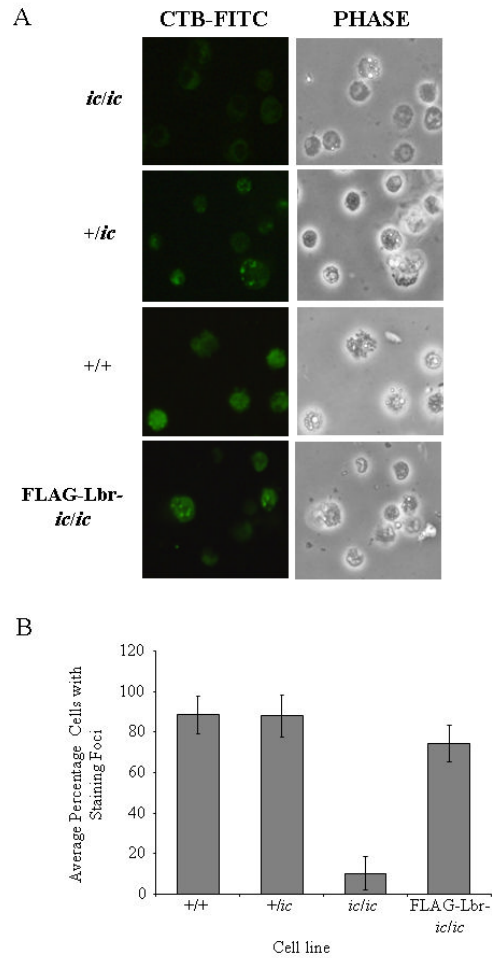 A
CTB-FITC PHASE
ic/ic
+/ic
+/+
FLAG-Lbr-
ic/ic
B
Average Percentage Cells with
Staining Foci
120
100
80
60
40
20
0
+/+ +/ic ic/ic FLAG-Lbr-
ic/ic
Cell line